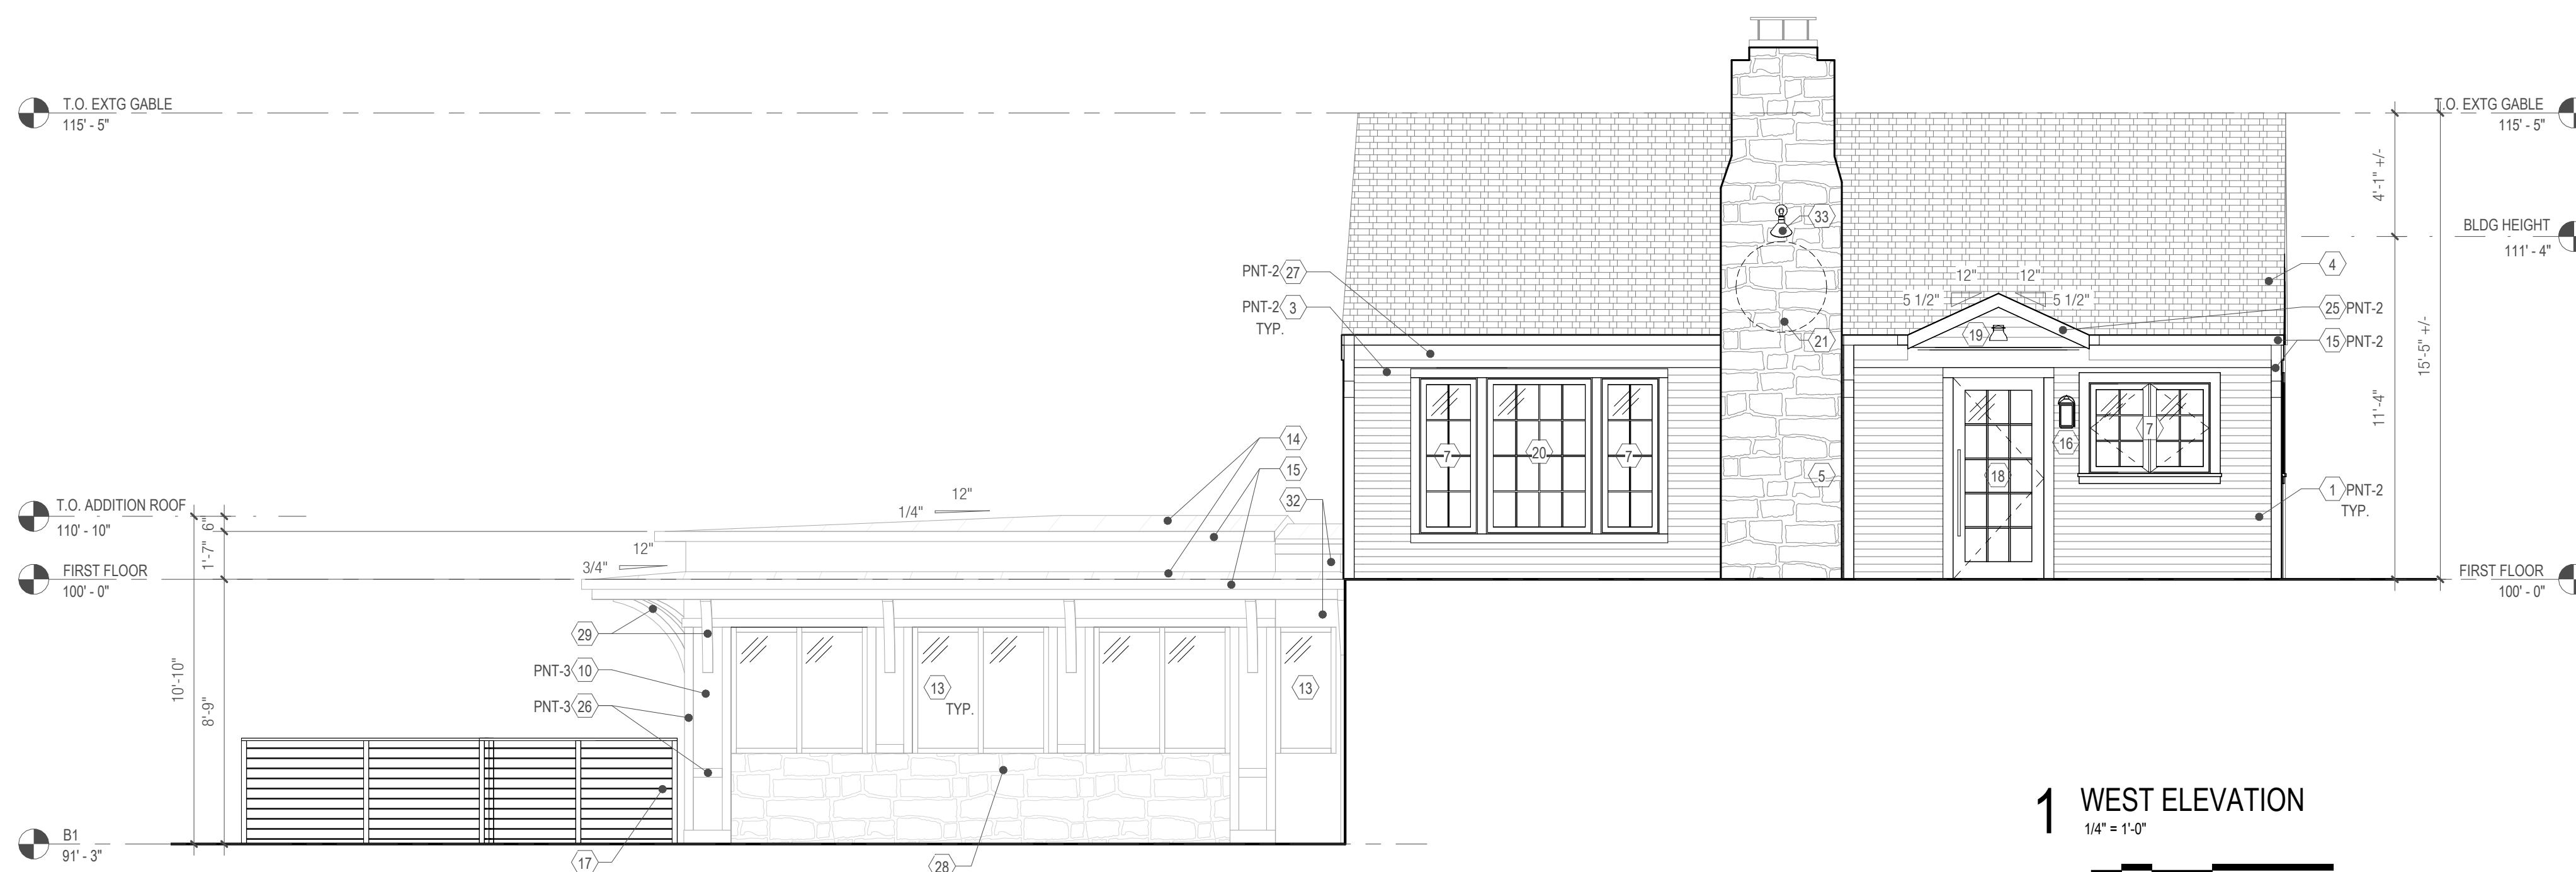 T.O. EXTG GABLE
115' - 5"
T.O. EXTG GABLE
115' - 5"
4'-1" +/-
33
BLDG HEIGHT
111' - 4"
PNT-2 27
4
12" 12"
5 1/2" 5 1/2"
PNT-2 3
TYP.
25 PNT-2
19
21
15 PNT-2
15'-5" +/-
11'-4"
14
16
7
7
20
7
15
5
18
12"
1 PNT-2
TYP.
32
T.O. ADDITION ROOF
110' - 10"
1/4"
6"
1'-7"
12"
3/4"
FIRST FLOOR
100' - 0"
FIRST FLOOR
100' - 0"
29
PNT-3 10
10'-10"
8'-9"
13
TYP.
13
PNT-3 26
B1
91' - 3"
17
28
1 WEST ELEVATION
1/4" = 1'-0"